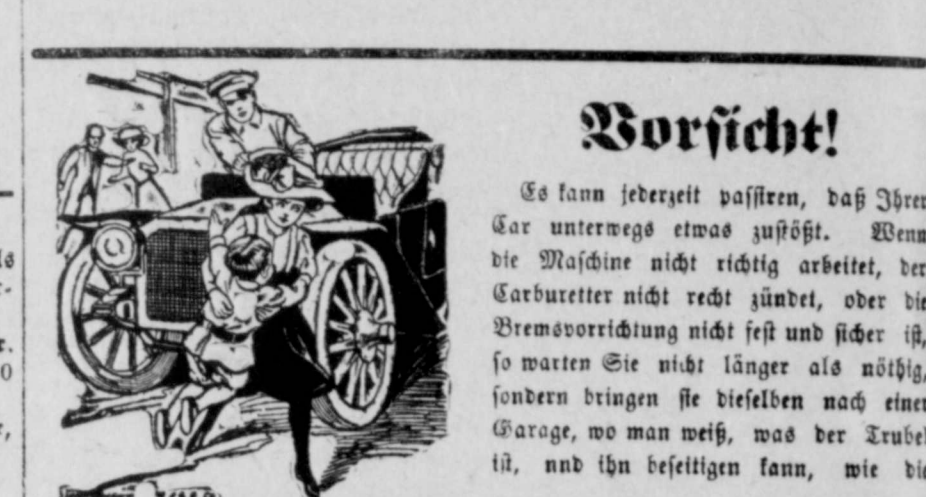 Vorsicht!
Es kann jederzeit passiren, daß Ihrer
Car unterwegs etwas zustößt. Wenn
die Maschine nicht richtig arbeitet, der
Carburetter nicht recht zündet, oder die
Bremsvorrichtung nicht fest und sicher ist,
so warten Sie nicht länger als nöthig,
sondern bringen sie dieselben nach einer
Garage, wo man weiß, was der Trubel
ist, nnd ihn beseitigen kann, wie die